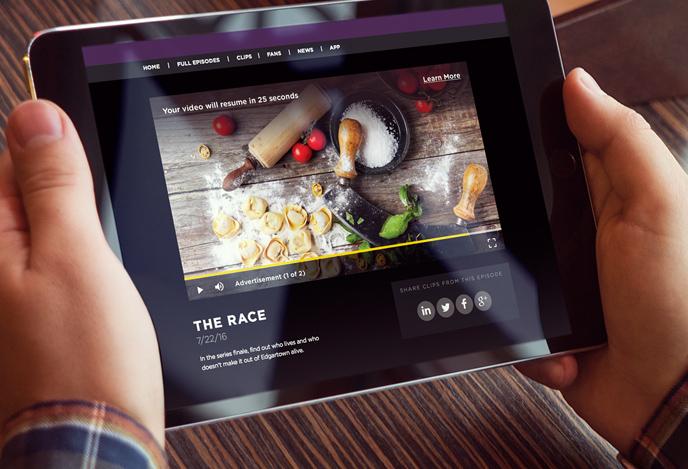 HOME | FULL EPISODES | CLIPS | FANS | NEWS | APP
Learn More
Your video will resume in 25 seconds
Advertisement (1 of 2)
SHARE CLIPS FROM THIS EPISODE
in f g+
THE RACE
7/22/16
In the series finale, find out who lives and who
doesn't make it out of Edgartown alive.